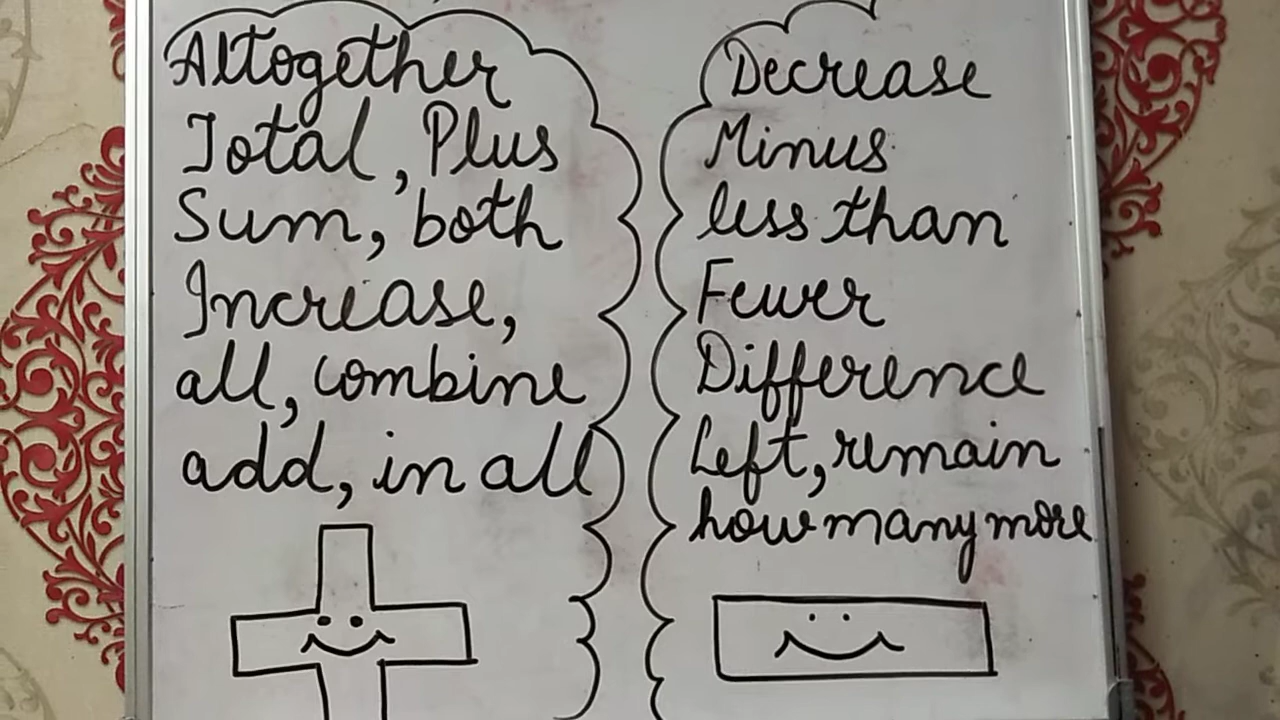 Altogether
Total, Plus
Sum, both
Increase,
all, combine
add, in all
Decrease
Minus
less than
Fewer
Difference
Left, remain
how many more